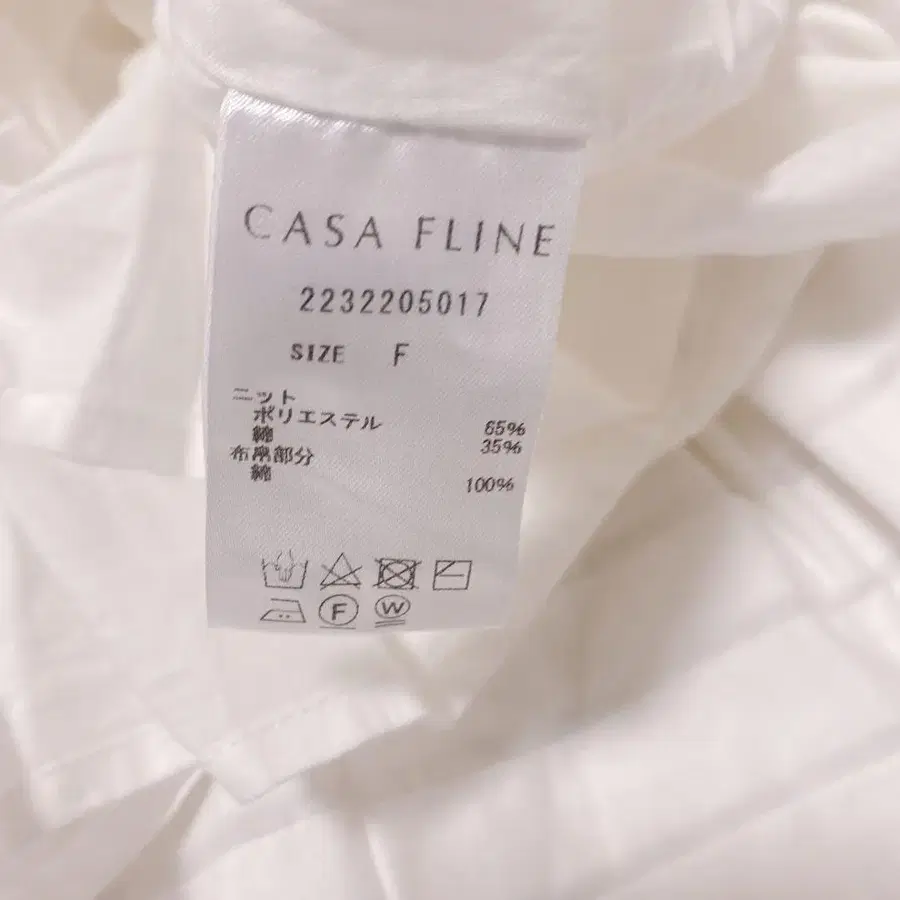 CASA FLINE
2232205017
SIZE F
ニット
ポリエステル 65%
綿 35%
布帛部分
綿 100%
F W